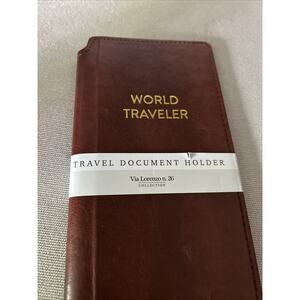 WORLD
TRAVELER
TRAVEL DOCUMENT HOLDER
Via Lorenzo n. 26
COLLECTION